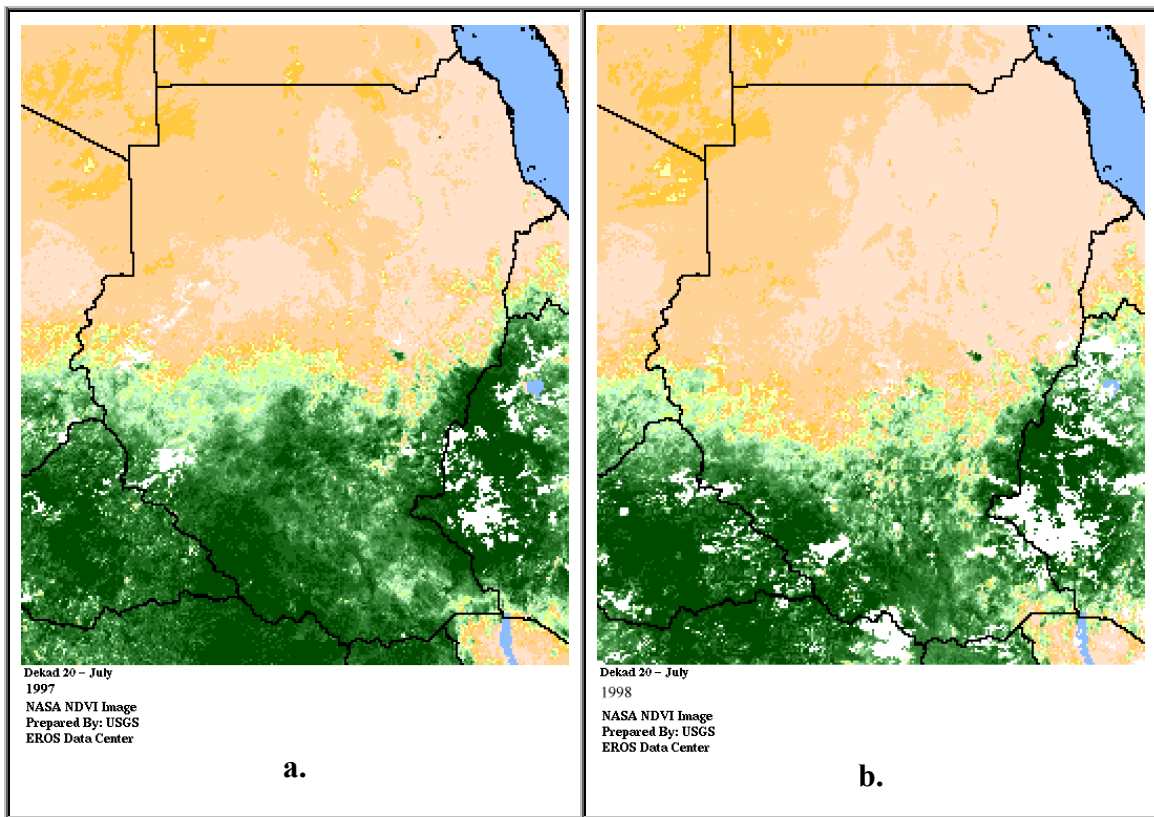 Dekad 20 – July
1997
NASA NDVI Image
Prepared By: USGS
EROS Data Center
a.
Dekad 20 – July
1998
NASA NDVI Image
Prepared By: USGS
EROS Data Center
b.